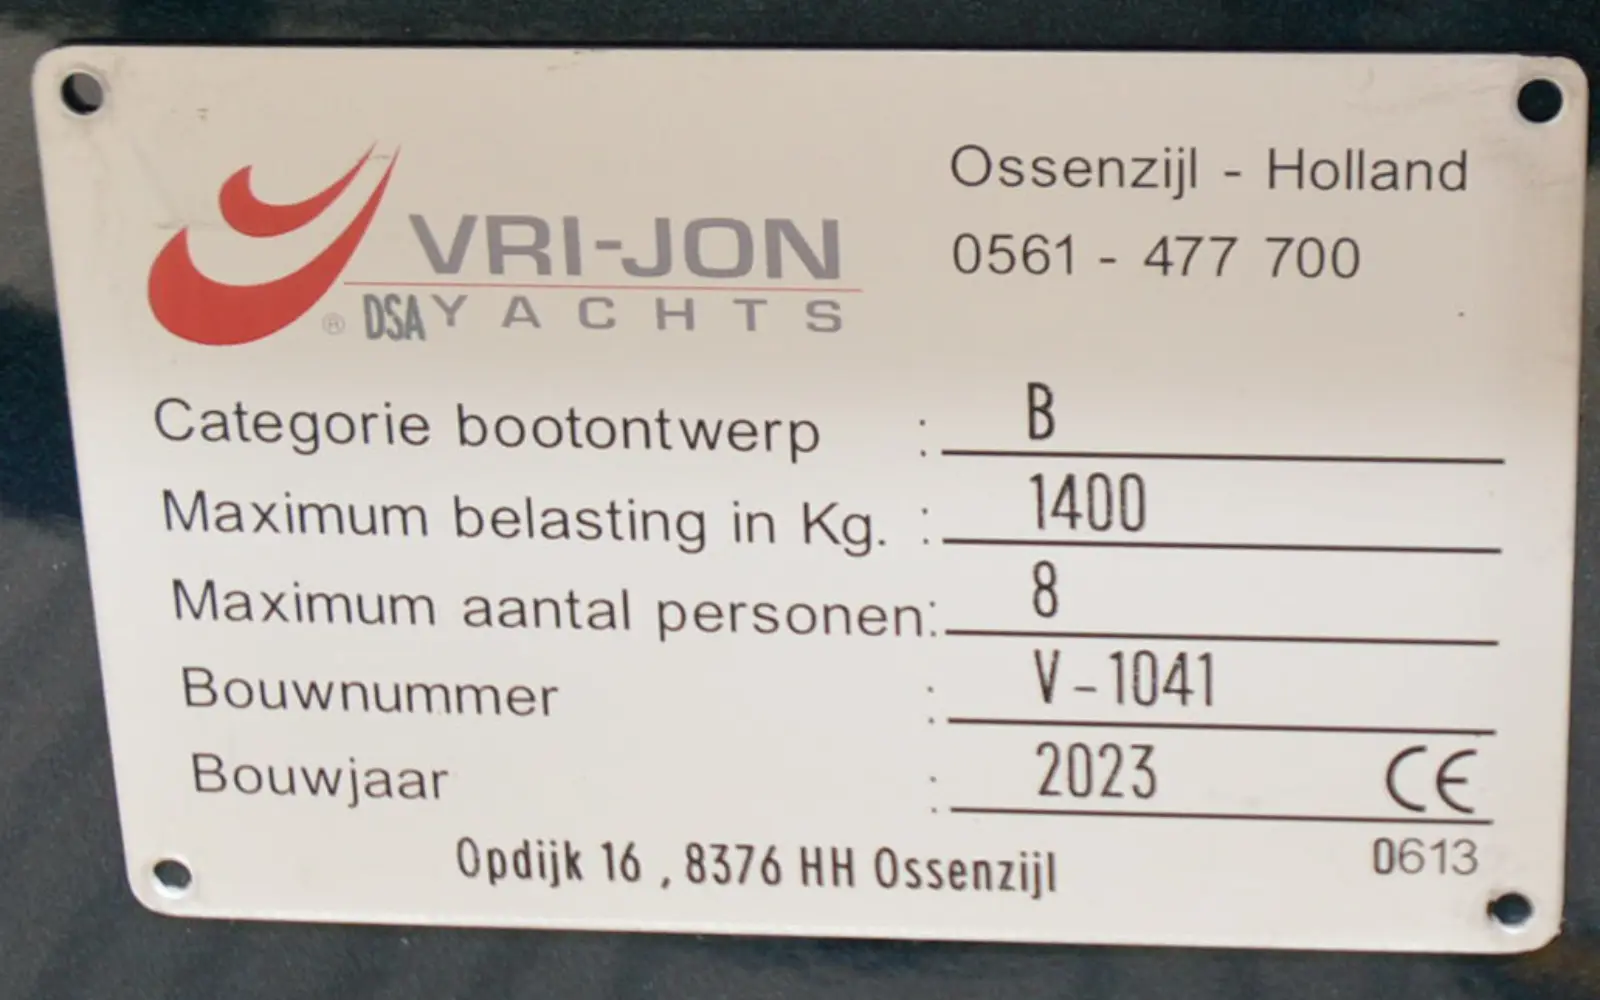 VRI-JON
® DSA YACHTS
Ossenzijl - Holland
0561 - 477 700
Categorie bootontwerp : B
Maximum belasting in Kg. : 1400
Maximum aantal personen: 8
Bouwnummer : V-1041
Bouwjaar : 2023 CE
0613
Opdijk 16 , 8376 HH Ossenzijl